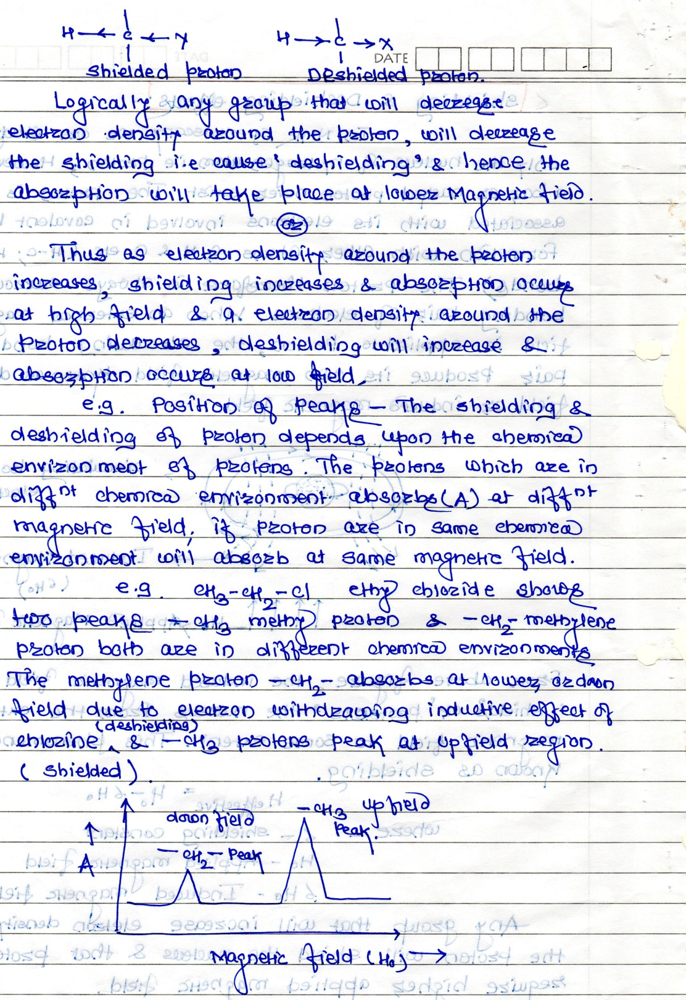 H → C ← Y
H → C → X
DATE
Shielded proton
Deshielded proton.
Logically any group that will decrease
electron density around the proton, will decrease
the shielding i.e cause 'deshielding' & hence the
absorption will take place at lower Magnetic field.
or
Thus as electron density around the proton
increases, shielding increases & absorption occurs
at high field & a. electron density around the
Proton decreases, deshielding will increase &
absorption occurs at low field.
e.g. Position of Peaks – The shielding &
deshielding of proton depends upon the chemical
environment of protons. The protons which are in
diffnt chemical environment absorbs (A) at diffnt
magnetic field, if proton are in same chemical
environment will absorb at same magnetic field.
e.g. CH3-CH2-Cl ethyl chloride shows
two peaks – CH3 methyl proton & -CH2- methylene
proton both are in different chemical environments
The methylene proton -CH2- absorbs at lower or down
field due to electron withdrawing inductive effect of
(deshielding)
chlorine ‸ & -CH3 protons peak at upfield region.
(shielded).
-CH3 upfield
Peak.
down field
-CH2- Peak
↑
A
Magnetic field (H0) →